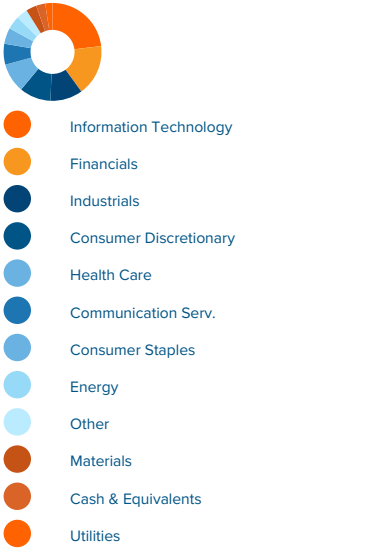 Information Technology
Financials
Industrials
Consumer Discretionary
Health Care
Communication Serv.
Consumer Staples
Energy
Other
Materials
Cash & Equivalents
Utilities